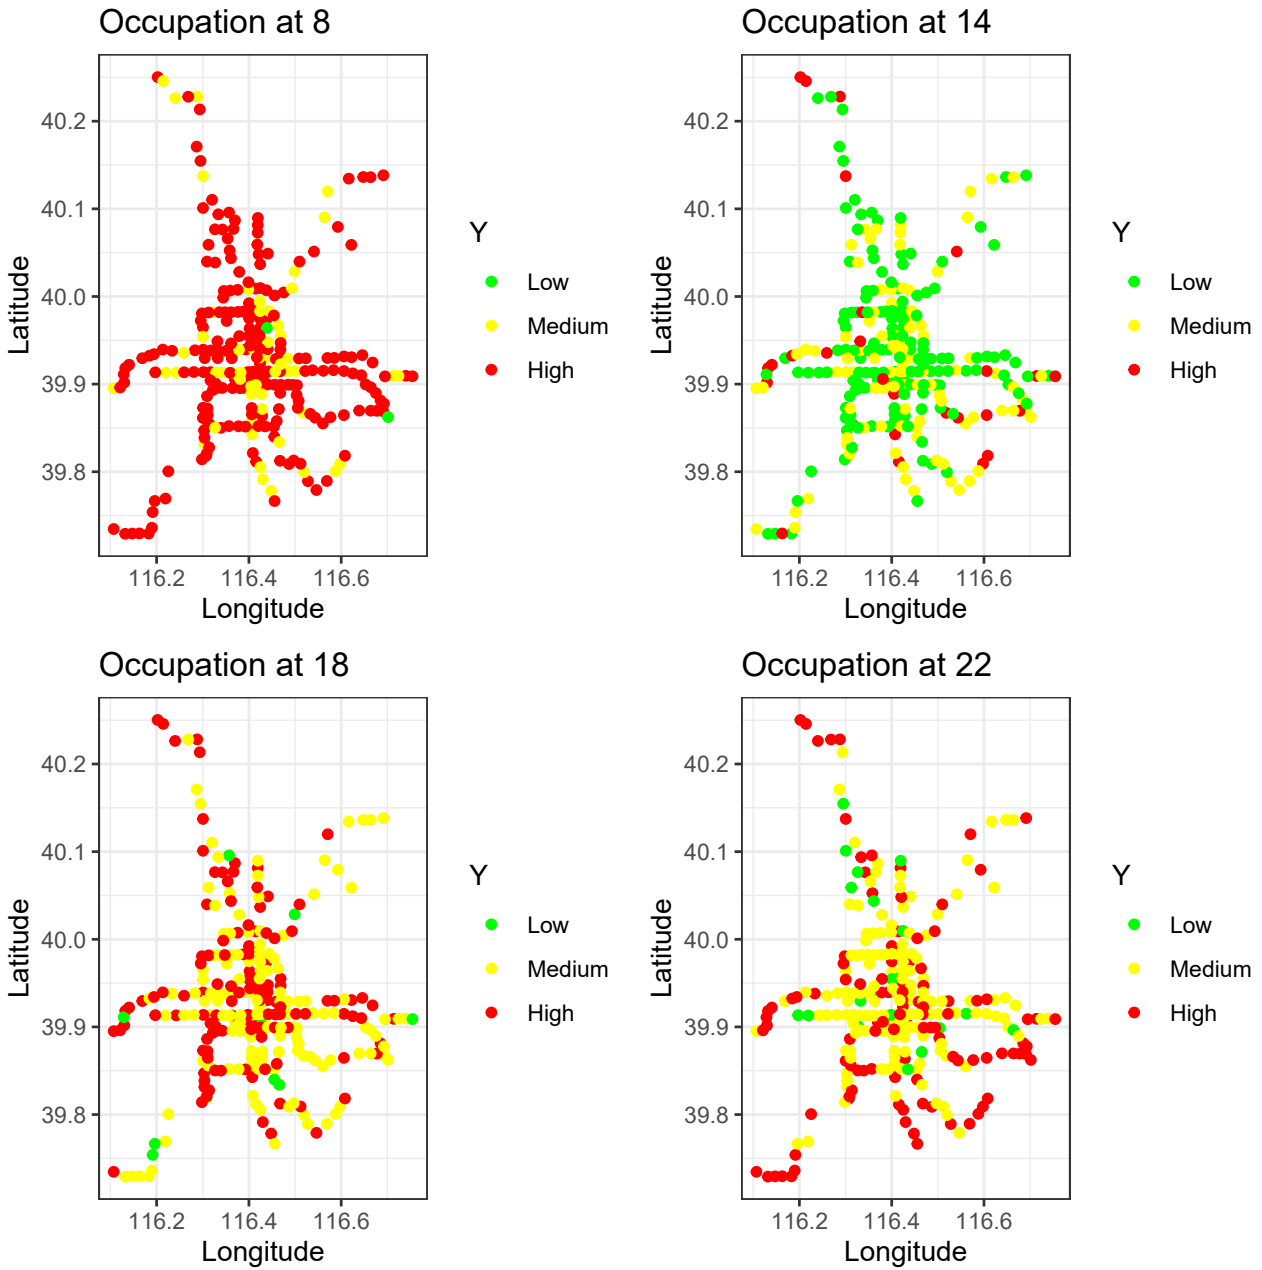 Occupation at 8
Latitude
40.2
40.1
40.0
39.9
39.8
116.2 116.4 116.6
Longitude
Y
Low
Medium
High
Occupation at 14
Latitude
40.2
40.1
40.0
39.9
39.8
116.2 116.4 116.6
Longitude
Y
Low
Medium
High
Occupation at 18
Latitude
40.2
40.1
40.0
39.9
39.8
116.2 116.4 116.6
Longitude
Y
Low
Medium
High
Occupation at 22
Latitude
40.2
40.1
40.0
39.9
39.8
116.2 116.4 116.6
Longitude
Y
Low
Medium
High